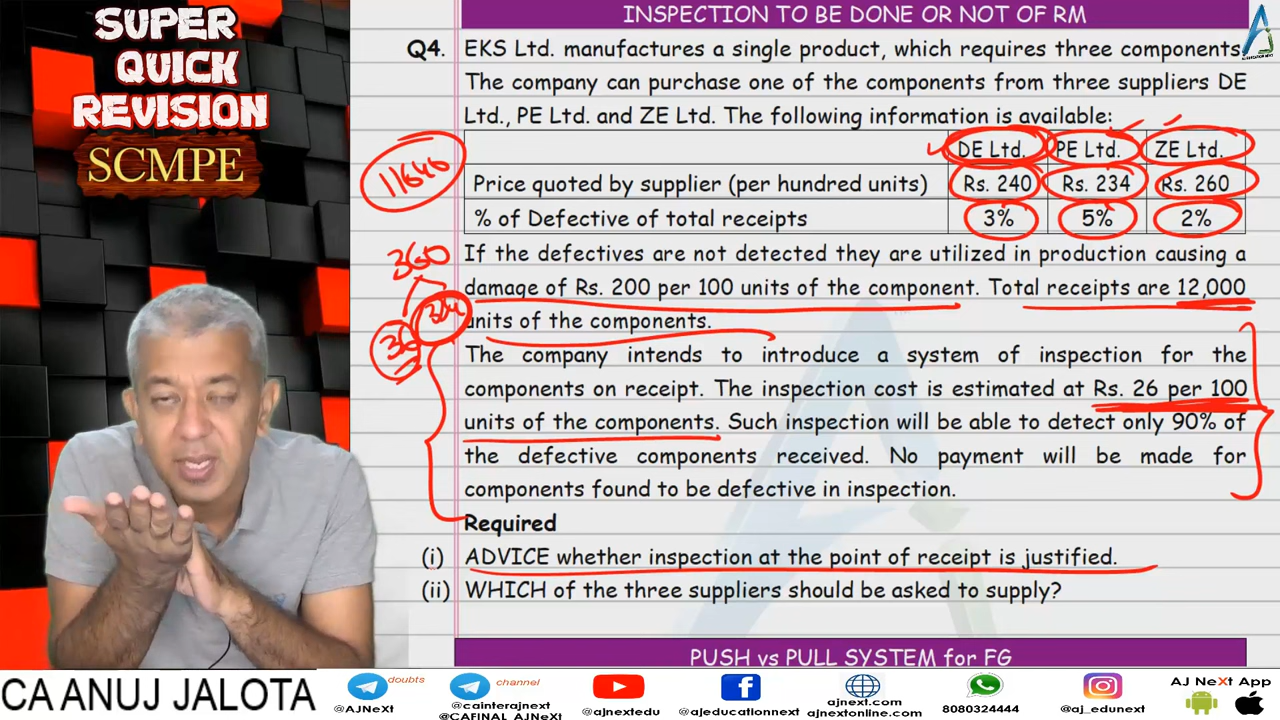 SUPER
QUICK
REVISION
SCMPE
INSPECTION TO BE DONE OR NOT OF RM
Q4. EKS Ltd. manufactures a single product, which requires three components.
The company can purchase one of the components from three suppliers DE
Ltd., PE Ltd. and ZE Ltd. The following information is available:
DE Ltd. PE Ltd. ZE Ltd.
Price quoted by supplier (per hundred units) Rs. 240 Rs. 234 Rs. 260
% of Defective of total receipts 3% 5% 2%
11646
360
36 324
If the defectives are not detected they are utilized in production causing a
damage of Rs. 200 per 100 units of the component. Total receipts are 12,000
units of the components.
The company intends to introduce a system of inspection for the
components on receipt. The inspection cost is estimated at Rs. 26 per 100
units of the components. Such inspection will be able to detect only 90% of
the defective components received. No payment will be made for
components found to be defective in inspection.
Required
(i) ADVICE whether inspection at the point of receipt is justified.
(ii) WHICH of the three suppliers should be asked to supply?
PUSH vs PULL SYSTEM for FG
CA ANUJ JALOTA
doubts
@AJNeXt
channel
@cainterajnext
@CAFINAL_AJNeXt
@ajnextedu
@ajeducationnext
ajnext.com
ajnextonline.com
8080324444
@aj_edunext
AJ NeXt App